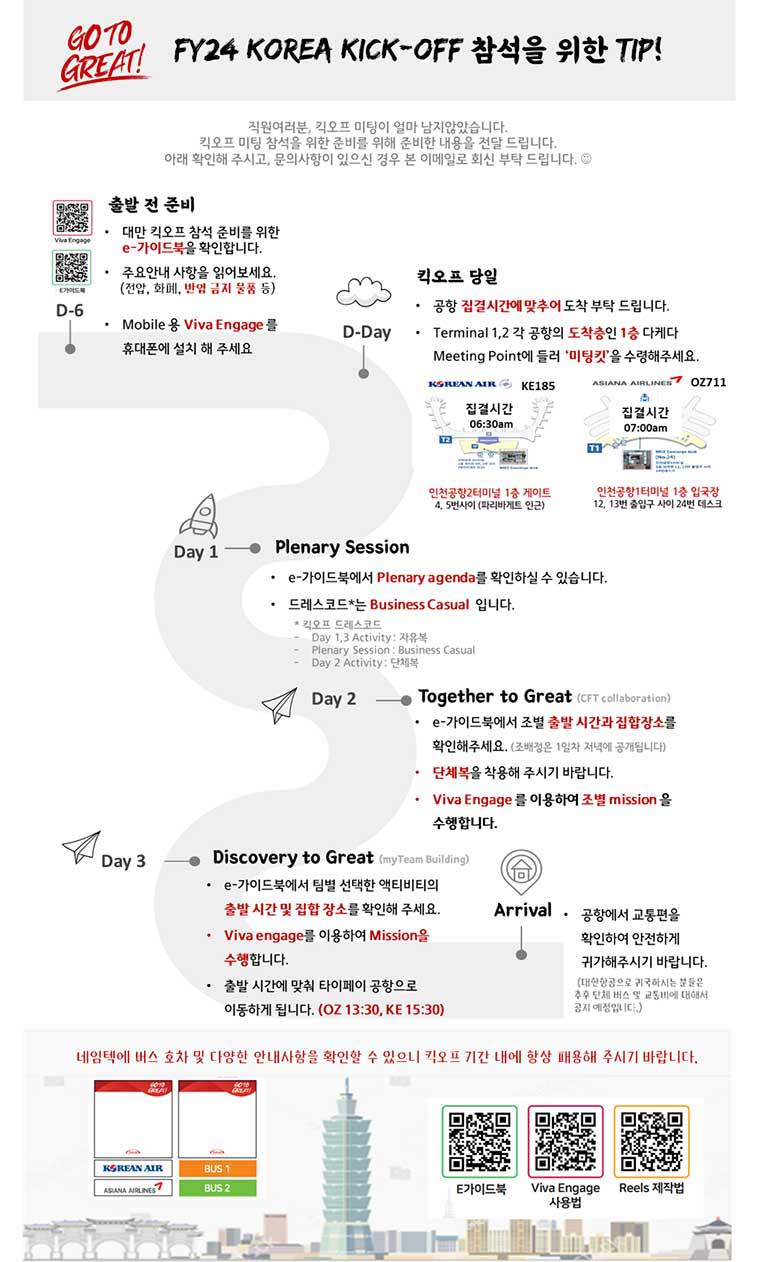 GO TO
GREAT!
FY24 KOREA KICK-OFF 참석을 위한 TIP!
직원여러분, 킥오프 미팅이 얼마 남지않았습니다.
킥오프 미팅 참석을 위한 준비를 위해 준비한 내용을 전달 드립니다.
아래 확인해 주시고, 문의사항이 있으신 경우 본 이메일로 회신 부탁 드립니다. ☺
Viva Engage
E가이드북
D-6
출발 전 준비
• 대만 킥오프 참석 준비를 위한
e-가이드북을 확인합니다.
• 주요안내 사항을 읽어보세요.
(전압, 화폐, 반입 금지 물품 등)
• Mobile 용 Viva Engage 를
휴대폰에 설치 해 주세요
D-Day
킥오프 당일
• 공항 집결시간에 맞추어 도착 부탁 드립니다.
• Terminal 1,2 각 공항의 도착층인 1층 다케다
Meeting Point에 들러 ‘미팅킷’을 수령해주세요.
KOREAN AIR KE185
집결시간
06:30am
T2
인천공항2터미널 1층 게이트
4, 5번사이 (파리바게트 인근)
ASIANA AIRLINES OZ711
집결시간
07:00am
T1
(No.24)
인천공항1터미널 1층 입국장
12, 13번 출입구 사이 24번 데스크
Day 1
Plenary Session
• e-가이드북에서 Plenary agenda를 확인하실 수 있습니다.
• 드레스코드*는 Business Casual 입니다.
* 킥오프 드레스코드
- Day 1,3 Activity : 자유복
- Plenary Session : Business Casual
- Day 2 Activity : 단체복
Day 2
Together to Great (CFT collaboration)
• e-가이드북에서 조별 출발 시간과 집합장소를
확인해주세요. (조배정은 1일차 저녁에 공개됩니다)
• 단체복을 착용해 주시기 바랍니다.
• Viva Engage 를 이용하여 조별 mission 을
수행합니다.
Day 3
Discovery to Great (myTeam Building)
• e-가이드북에서 팀별 선택한 액티비티의
출발 시간 및 집합 장소를 확인해 주세요.
• Viva engage를 이용하여 Mission을
수행합니다.
• 출발 시간에 맞춰 타이페이 공항으로
이동하게 됩니다. (OZ 13:30, KE 15:30)
Arrival
• 공항에서 교통편을
확인하여 안전하게
귀가해주시기 바랍니다.
(대한항공으로 귀국하시는 분들은
추후 단체 버스 및 교통비에 대해서
공지 예정입니다.)
네임텍에 버스 호차 및 다양한 안내사항을 확인할 수 있으니 킥오프 기간 내에 항상 패용해 주시기 바랍니다.
GO TO
GREAT!
GO TO
GREAT!
KOREAN AIR
BUS 1
ASIANA AIRLINES
BUS 2
E가이드북
Viva Engage
사용법
Reels 제작법